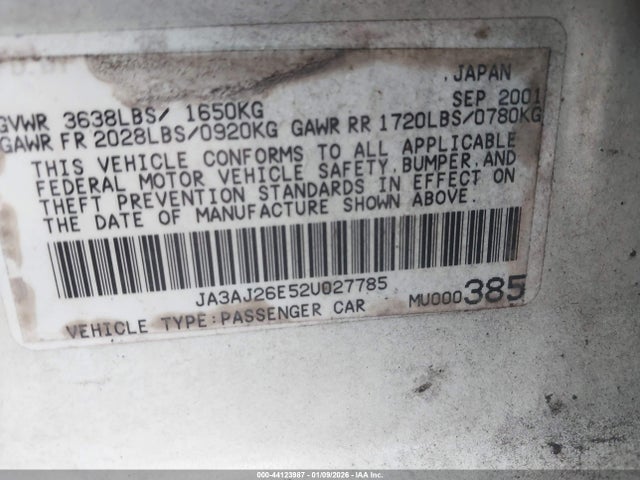 , JAPAN
GVWR 3638LBS/ 1650KG SEP 2001
GAWR FR 2028LBS/0920KG GAWR RR 1720LBS/0780KG
THIS VEHICLE CONFORMS TO ALL APPLICABLE
FEDERAL MOTOR VEHICLE SAFETY, BUMPER, AND
THEFT PREVENTION STANDARDS IN EFFECT ON
THE DATE OF MANUFACTURE SHOWN ABOVE.
JA3AJ26E52U027785
VEHICLE TYPE:PASSENGER CAR MU000385
000-44123987 - 01/09/2026 - IAA Inc.